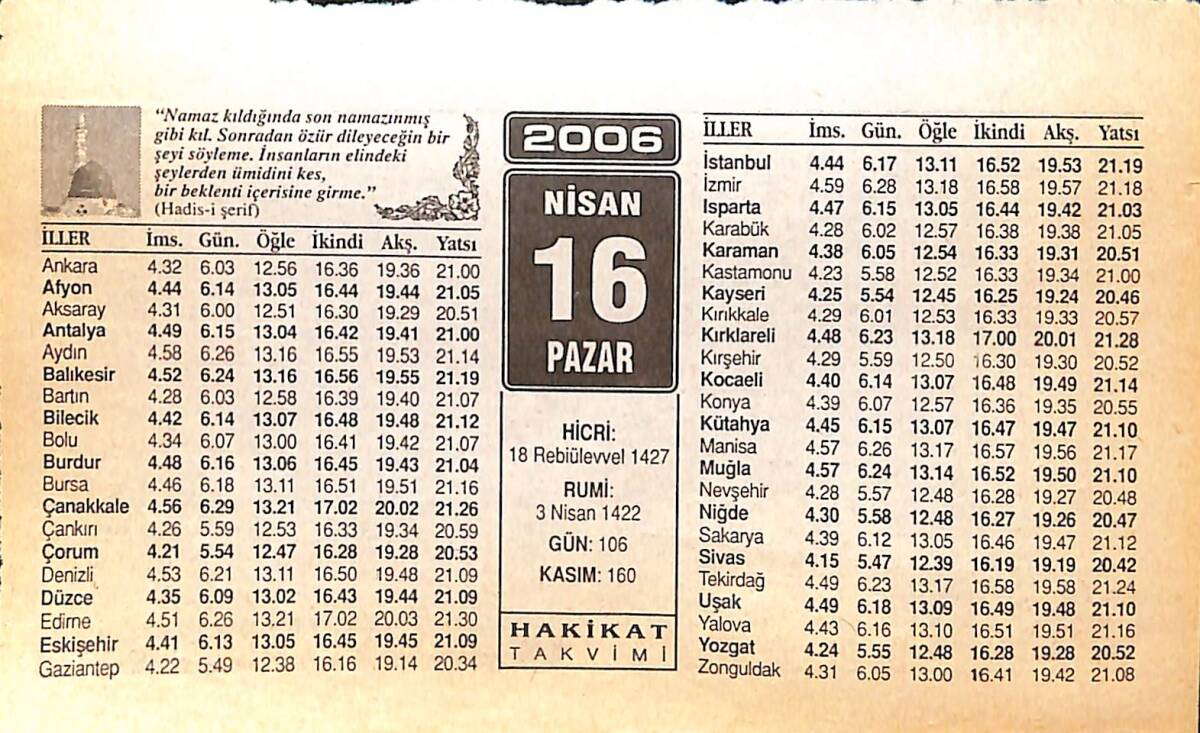 “Namaz kıldığında son namazınmış
gibi kıl. Sonradan özür dileyeceğin bir
şeyi söyleme. İnsanların elindeki
şeylerden ümidini kes,
bir beklenti içerisine girme.”
(Hadis-i şerif)
İLLER İms. Gün. Öğle İkindi Akş. Yatsı
Ankara 4.32 6.03 12.56 16.36 19.36 21.00
Afyon 4.44 6.14 13.05 16.44 19.44 21.05
Aksaray 4.31 6.00 12.51 16.30 19.29 20.51
Antalya 4.49 6.15 13.04 16.42 19.41 21.00
Aydın 4.58 6.26 13.16 16.55 19.53 21.14
Balıkesir 4.52 6.24 13.16 16.56 19.55 21.19
Bartın 4.28 6.03 12.58 16.39 19.40 21.07
Bilecik 4.42 6.14 13.07 16.48 19.48 21.12
Bolu 4.34 6.07 13.00 16.41 19.42 21.07
Burdur 4.48 6.16 13.06 16.45 19.43 21.04
Bursa 4.46 6.18 13.11 16.51 19.51 21.16
Çanakkale 4.56 6.29 13.21 17.02 20.02 21.26
Çankırı 4.26 5.59 12.53 16.33 19.34 20.59
Çorum 4.21 5.54 12.47 16.28 19.28 20.53
Denizli 4.53 6.21 13.11 16.50 19.48 21.09
Düzce 4.35 6.09 13.02 16.43 19.44 21.09
Edirne 4.51 6.26 13.21 17.02 20.03 21.30
Eskişehir 4.41 6.13 13.05 16.45 19.45 21.09
Gaziantep 4.22 5.49 12.38 16.16 19.14 20.34
2006
NİSAN
16
PAZAR
HİCRİ:
18 Rebiülevvel 1427
RUMİ:
3 Nisan 1422
GÜN: 106
KASIM: 160
HAKİKAT
TAKVİMİ
İLLER İms. Gün. Öğle İkindi Akş. Yatsı
İstanbul 4.44 6.17 13.11 16.52 19.53 21.19
İzmir 4.59 6.28 13.18 16.58 19.57 21.18
Isparta 4.47 6.15 13.05 16.44 19.42 21.03
Karabük 4.28 6.02 12.57 16.38 19.38 21.05
Karaman 4.38 6.05 12.54 16.33 19.31 20.51
Kastamonu 4.23 5.58 12.52 16.33 19.34 21.00
Kayseri 4.25 5.54 12.45 16.25 19.24 20.46
Kırıkkale 4.29 6.01 12.53 16.33 19.33 20.57
Kırklareli 4.48 6.23 13.18 17.00 20.01 21.28
Kırşehir 4.29 5.59 12.50 16.30 19.30 20.52
Kocaeli 4.40 6.14 13.07 16.48 19.49 21.14
Konya 4.39 6.07 12.57 16.36 19.35 20.55
Kütahya 4.45 6.15 13.07 16.47 19.47 21.10
Manisa 4.57 6.26 13.17 16.57 19.56 21.17
Muğla 4.57 6.24 13.14 16.52 19.50 21.10
Nevşehir 4.28 5.57 12.48 16.28 19.27 20.48
Niğde 4.30 5.58 12.48 16.27 19.26 20.47
Sakarya 4.39 6.12 13.05 16.46 19.47 21.12
Sivas 4.15 5.47 12.39 16.19 19.19 20.42
Tekirdağ 4.49 6.23 13.17 16.58 19.58 21.24
Uşak 4.49 6.18 13.09 16.49 19.48 21.10
Yalova 4.43 6.16 13.10 16.51 19.51 21.16
Yozgat 4.24 5.55 12.48 16.28 19.28 20.52
Zonguldak 4.31 6.05 13.00 16.41 19.42 21.08